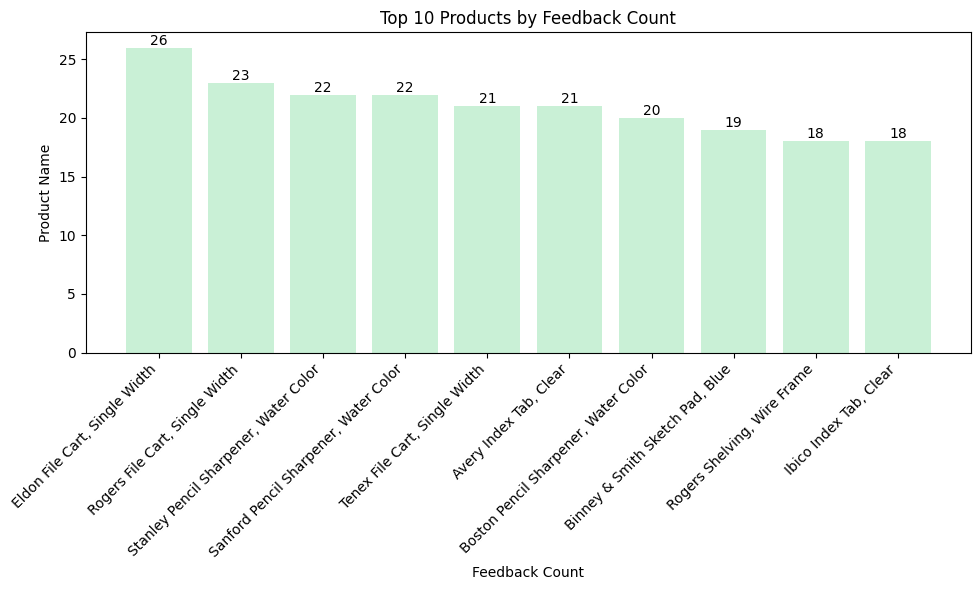 Top 10 Products by Feedback Count
Product Name
25
20
15
10
5
0
26
23
22
22
21
21
20
19
18
18
Eldon File Cart, Single Width
Rogers File Cart, Single Width
Stanley Pencil Sharpener, Water Color
Sanford Pencil Sharpener, Water Color
Tenex File Cart, Single Width
Avery Index Tab, Clear
Boston Pencil Sharpener, Water Color
Binney & Smith Sketch Pad, Blue
Rogers Shelving, Wire Frame
Ibico Index Tab, Clear
Feedback Count